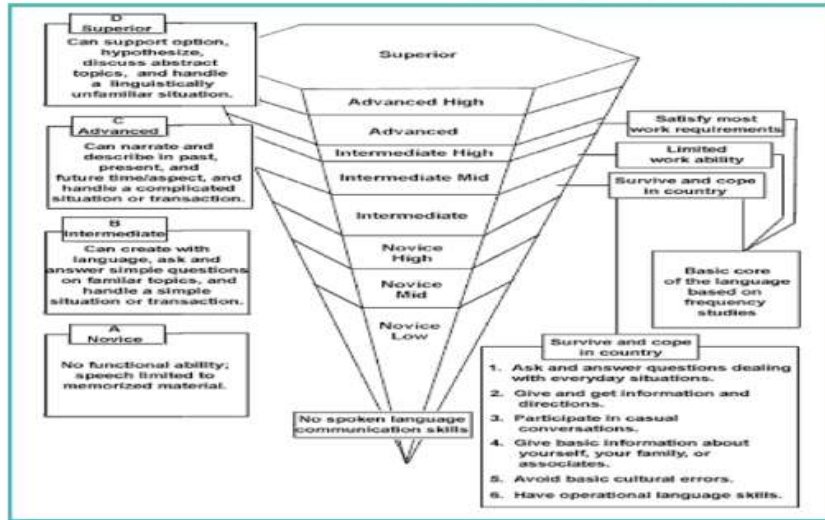 D
Superior
Can support option,
hypothesize,
discuss abstract
topics, and handle
a linguistically
unfamiliar situation.
C
Advanced
Can narrate and
describe in past,
present, and
future time/aspect, and
handle a complicated
situation or transaction.
B
Intermediate
Can create with
language, ask and
answer simple questions
on familar topics, and
handle a simple
situation or transaction.
A
Novice
No functional ability;
speech limited to
memorized material.
Superior
Advanced High
Advanced
Intermediate High
Intermediate Mid
Intermediate
Novice
High
Novice
Mid
Novice
Low
No spoken language
communication skills
Satisfy most
work requirements
Limited
work ability
Survive and cope
in country
Basic core
of the language
based on
frequency
studies
Survive and cope
in country
1. Ask and answer questions dealing
with everyday situations.
2. Give and get information and
directions.
3. Participate in casual
conversations.
4. Give basic information about
yourself, your family, or
associates.
5. Avoid basic cultural errors.
6. Have operational language skills.